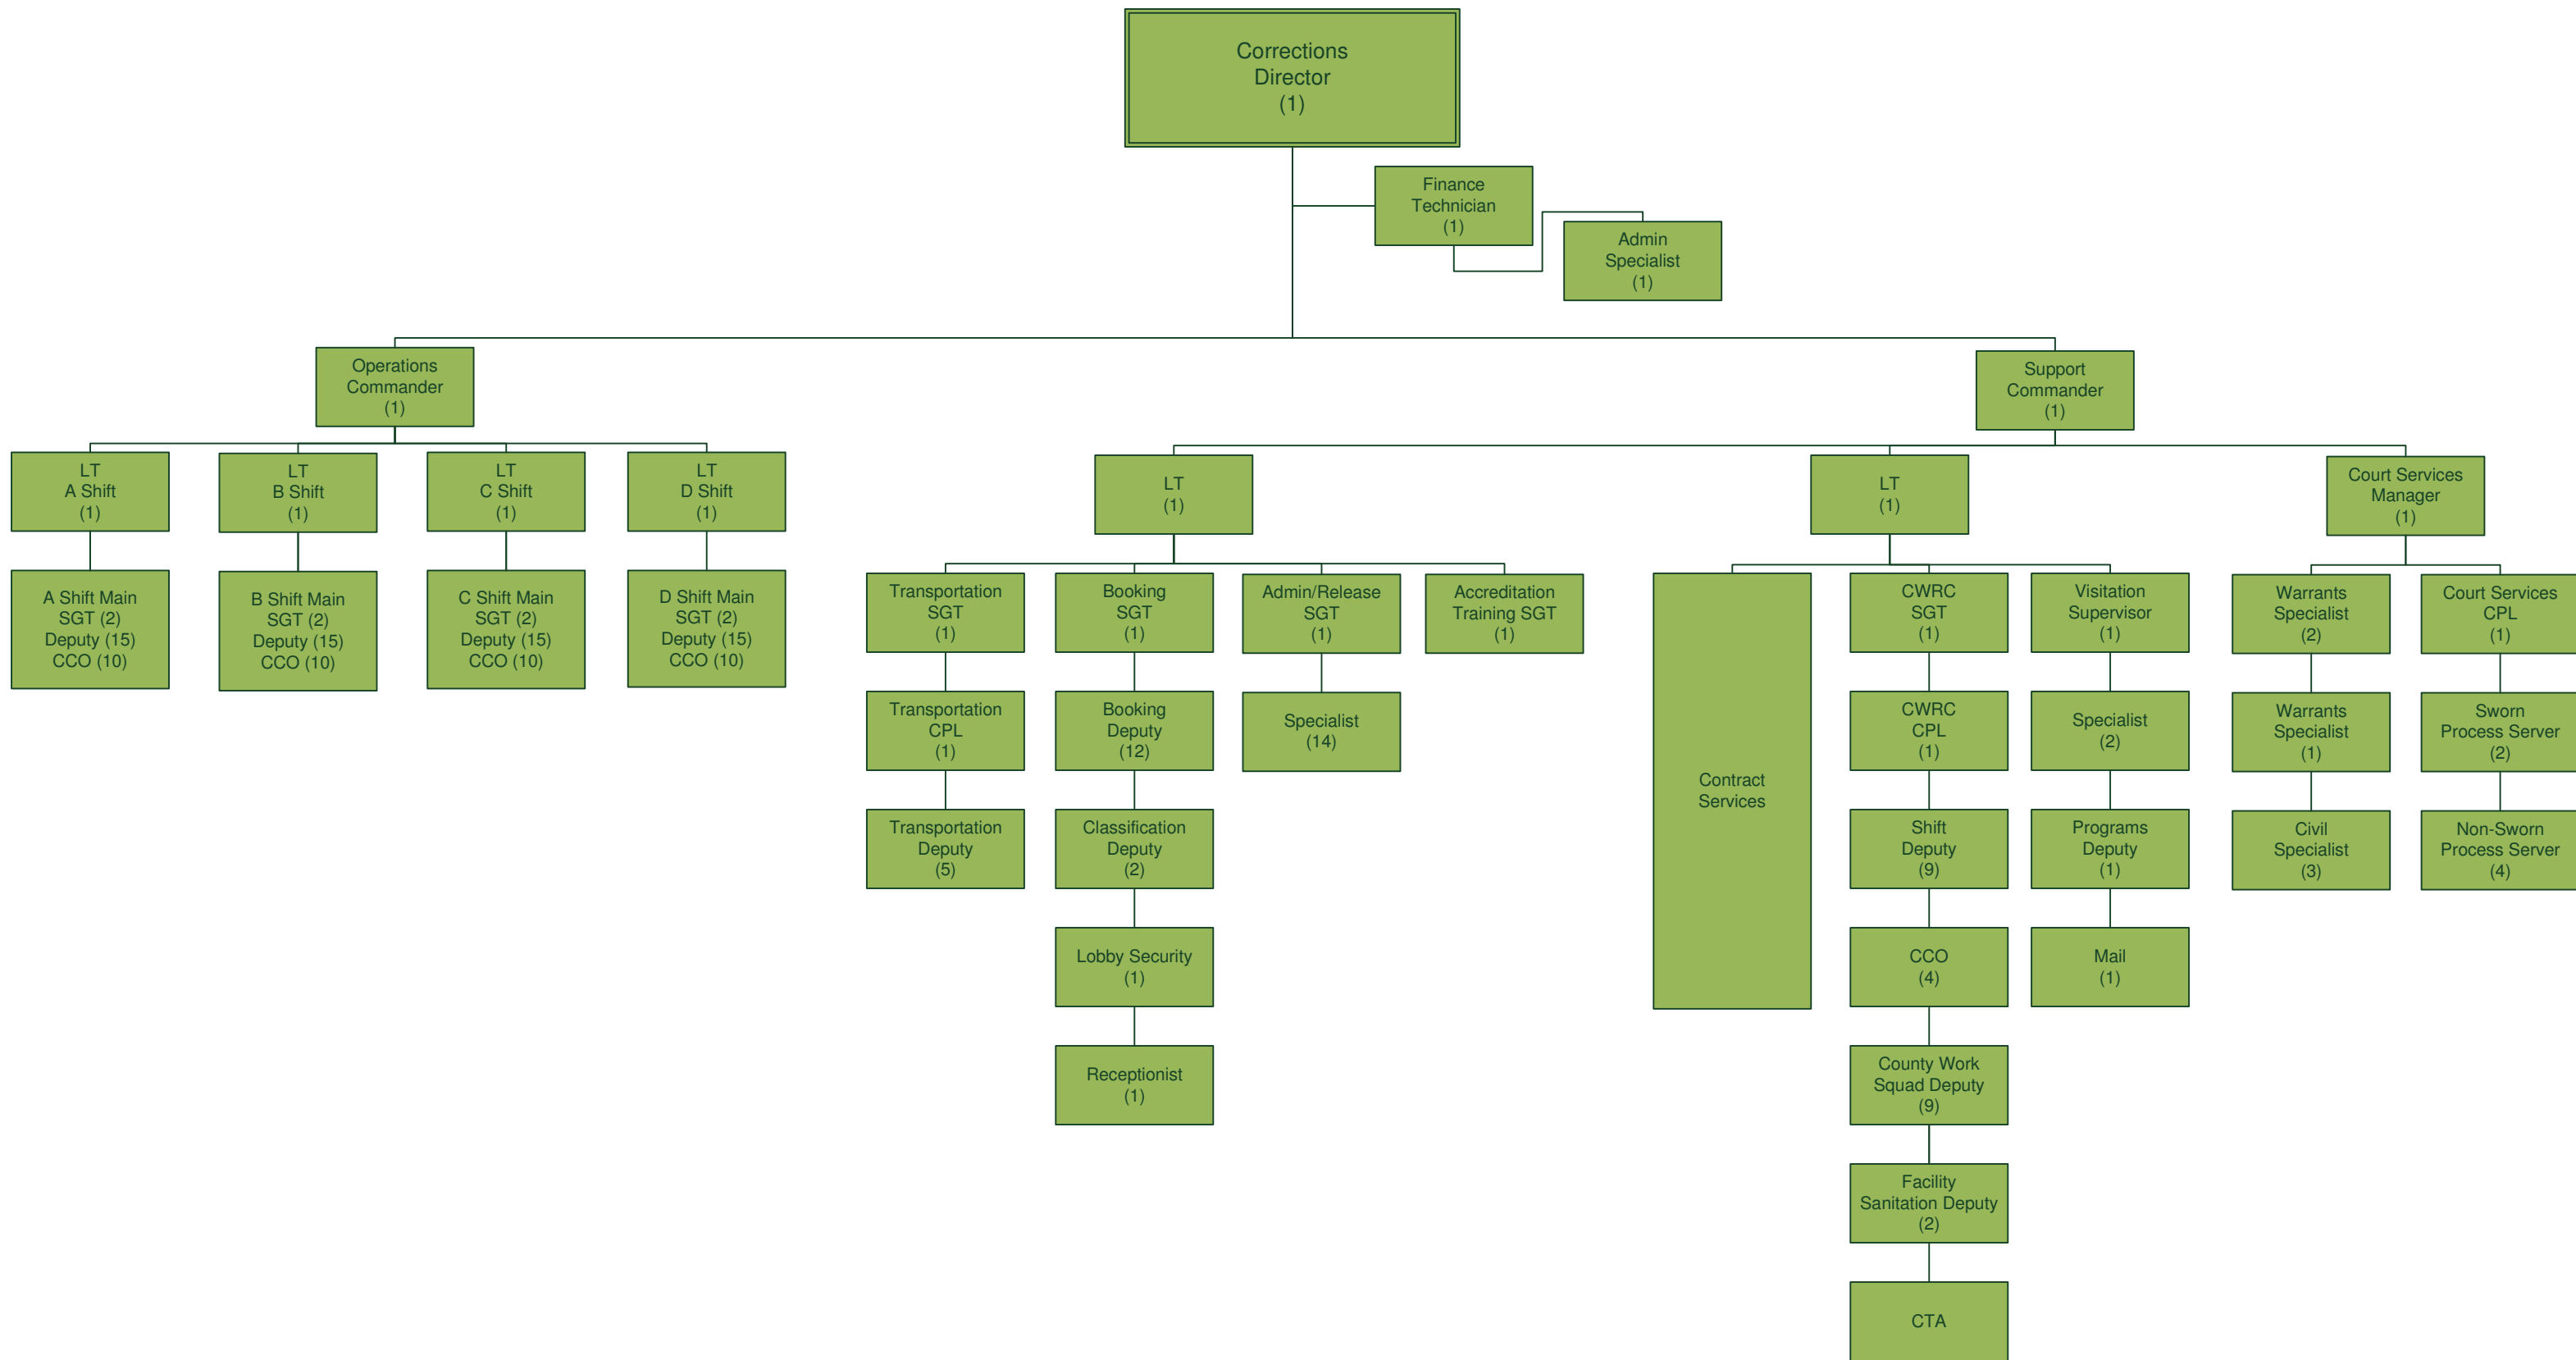 Corrections
Director
(1)
Finance
Technician
(1)
Admin
Specialist
(1)
Operations
Commander
(1)
Support
Commander
(1)
LT
A Shift
(1)
LT
B Shift
(1)
LT
C Shift
(1)
LT
D Shift
(1)
LT
(1)
LT
(1)
Court Services
Manager
(1)
A Shift Main
SGT (2)
Deputy (15)
CCO (10)
B Shift Main
SGT (2)
Deputy (15)
CCO (10)
C Shift Main
SGT (2)
Deputy (15)
CCO (10)
D Shift Main
SGT (2)
Deputy (15)
CCO (10)
Transportation
SGT
(1)
Booking
SGT
(1)
Admin/Release
SGT
(1)
Accreditation
Training SGT
(1)
Contract
Services
CWRC
SGT
(1)
Visitation
Supervisor
(1)
Warrants
Specialist
(2)
Court Services
CPL
(1)
Transportation
CPL
(1)
Booking
Deputy
(12)
Specialist
(14)
CWRC
CPL
(1)
Specialist
(2)
Warrants
Specialist
(1)
Sworn
Process Server
(2)
Transportation
Deputy
(5)
Classification
Deputy
(2)
Shift
Deputy
(9)
Programs
Deputy
(1)
Civil
Specialist
(3)
Non-Sworn
Process Server
(4)
Lobby Security
(1)
CCO
(4)
Mail
(1)
Receptionist
(1)
County Work
Squad Deputy
(9)
Facility
Sanitation Deputy
(2)
CTA